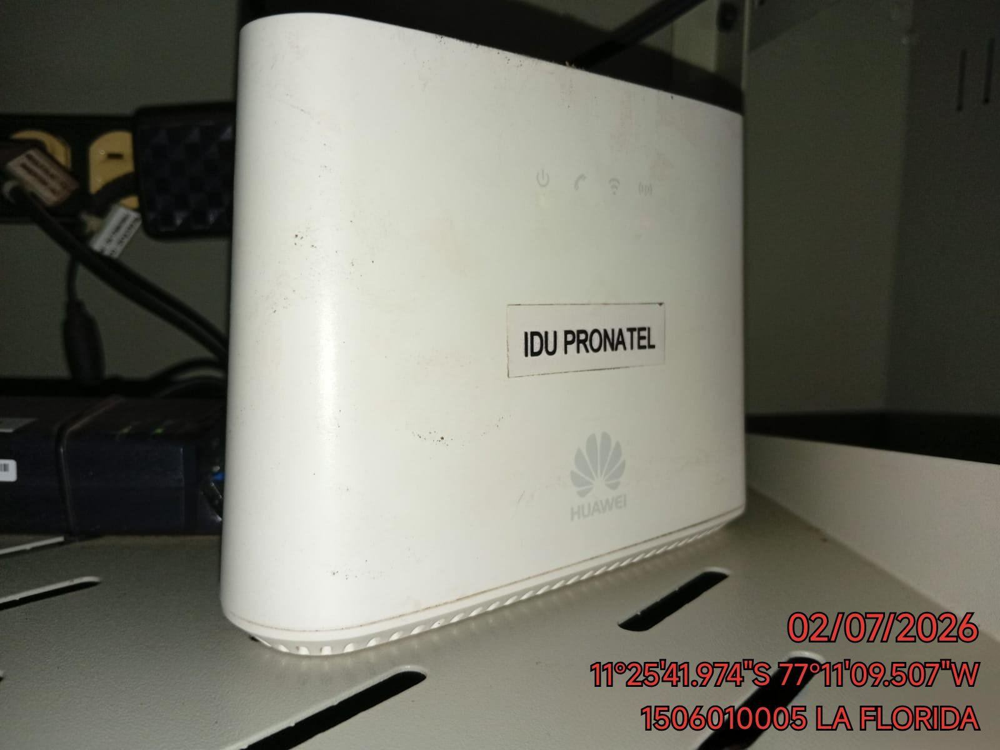 IDU PRONATEL
HUAWEI
02/07/2026
11°25'41.974"S 77°11'09.507"W
1506010005 LA FLORIDA